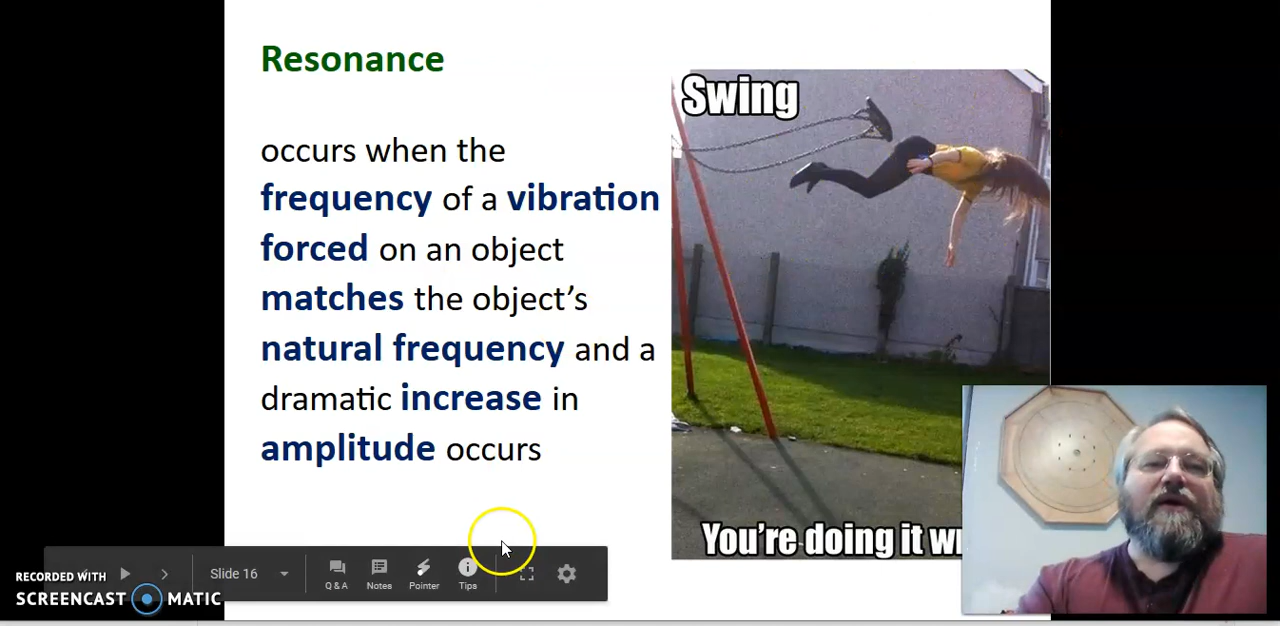 Resonance
occurs when the
frequency of a vibration
forced on an object
matches the object’s
natural frequency and a
dramatic increase in
amplitude occurs
Swing
You're doing it
Slide 16
Q & A
Notes
Pointer
Tips
RECORDED WITH
SCREENCAST MATIC